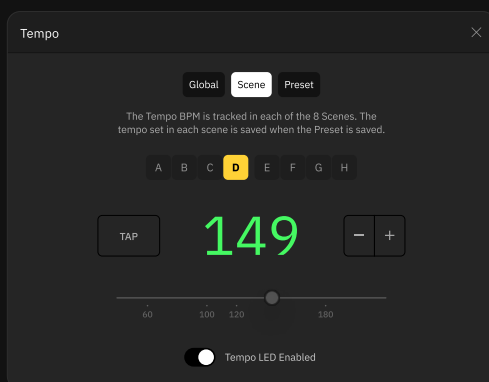 Tempo
Global Scene Preset
The Tempo BPM is tracked in each of the 8 Scenes. The
tempo set in each scene is saved when the Preset is saved.
A B C D E F G H
TAP 149 − +
60 100 120 180
Tempo LED Enabled